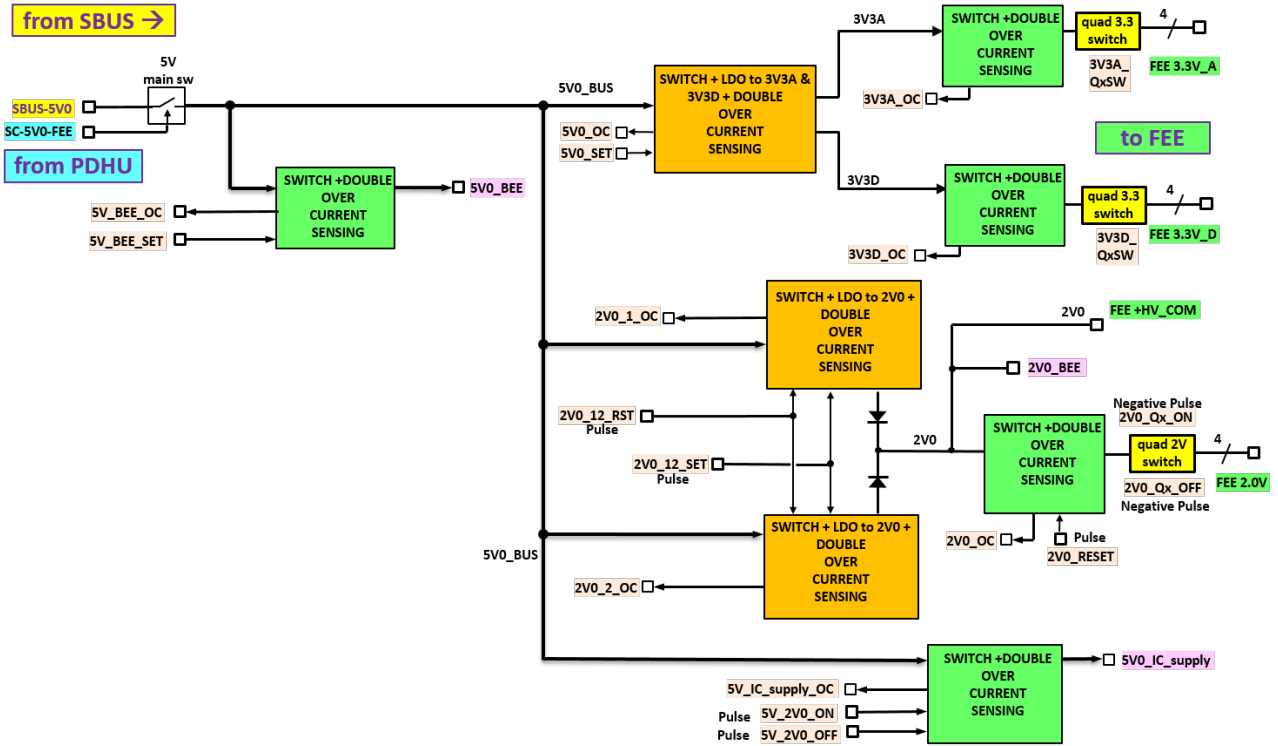 from SBUS →
5V
main sw
SBUS-5V0
SC-5V0-FEE
from PDHU
SWITCH +DOUBLE
OVER
CURRENT
SENSING
5V_BEE_OC
5V_BEE_SET
5V0_BEE
5V0_BUS
5V0_OC
5V0_SET
SWITCH + LDO to 3V3A &
3V3D + DOUBLE
OVER
CURRENT
SENSING
3V3A
SWITCH +DOUBLE
OVER
CURRENT
SENSING
3V3A_OC
quad 3.3
switch
3V3A_
QxSW
4
FEE 3.3V_A
to FEE
3V3D
SWITCH +DOUBLE
OVER
CURRENT
SENSING
3V3D_OC
quad 3.3
switch
3V3D_
QxSW
4
FEE 3.3V_D
2V0_1_OC
SWITCH + LDO to 2V0 +
DOUBLE
OVER
CURRENT
SENSING
2V0
FEE +HV_COM
2V0_BEE
2V0_12_RST
Pulse
2V0_12_SET
Pulse
2V0
SWITCH +DOUBLE
OVER
CURRENT
SENSING
Negative Pulse
2V0_Qx_ON
quad 2V
switch
2V0_Qx_OFF
Negative Pulse
4
FEE 2.0V
2V0_OC
Pulse
2V0_RESET
5V0_BUS
SWITCH + LDO to 2V0 +
DOUBLE
OVER
CURRENT
SENSING
2V0_2_OC
SWITCH +DOUBLE
OVER
CURRENT
SENSING
5V0_IC_supply
5V_IC_supply_OC
Pulse 5V_2V0_ON
Pulse 5V_2V0_OFF